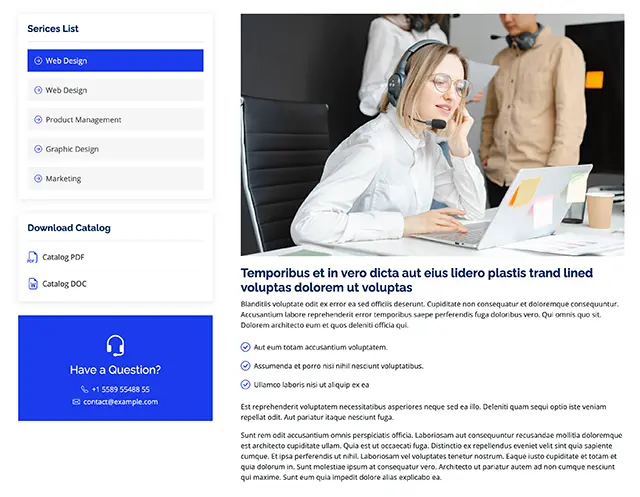 Serices List
Web Design
Web Design
Product Management
Graphic Design
Marketing
Download Catalog
Catalog PDF
Catalog DOC
Have a Question?
+1 5589 55488 55
contact@example.com
Temporibus et in vero dicta aut eius lidero plastis trand lined
voluptas dolorem ut voluptas
Blanditiis voluptate odit ex error ea sed officiis deserunt. Cupiditate non consequatur et doloremque consequuntur.
Accusantium labore reprehenderit error temporibus saepe perferendis fuga doloribus vero. Qui omnis quo sit.
Dolorem architecto eum et quos deleniti officia qui.
Aut eum totam accusantium voluptatem.
Assumenda et porro nisi nihil nesciunt voluptatibus.
Ullamco laboris nisi ut aliquip ex ea
Est reprehenderit voluptatem necessitatibus asperiores neque sed ea illo. Deleniti quam sequi optio iste veniam
repellat odit. Aut pariatur itaque nesciunt fuga.
Sunt rem odit accusantium omnis perspiciatis officia. Laboriosam aut consequuntur recusandae mollitia doloremque
est architecto cupiditate ullam. Quia est ut occaecati fuga. Distinctio ex repellendus eveniet velit sint quia sapiente
cumque. Et ipsa perferendis ut nihil. Laboriosam vel voluptates tenetur nostrum. Eaque iusto cupiditate et totam et
quia dolorum in. Sunt molestiae ipsum at consequatur vero. Architecto ut pariatur autem ad non cumque nesciunt
qui maxime. Sunt eum quia impedit dolore alias explicabo ea.